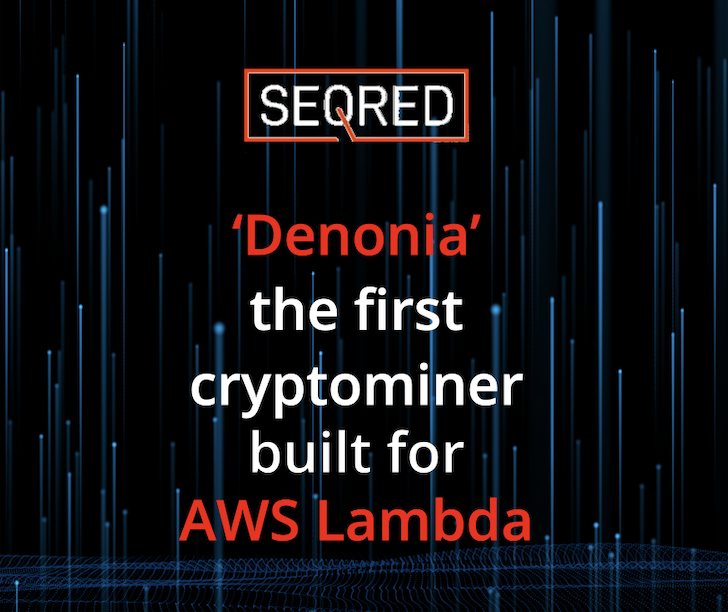 SEQRED
‘Denonia’
the first
cryptominer
built for
AWS Lambda